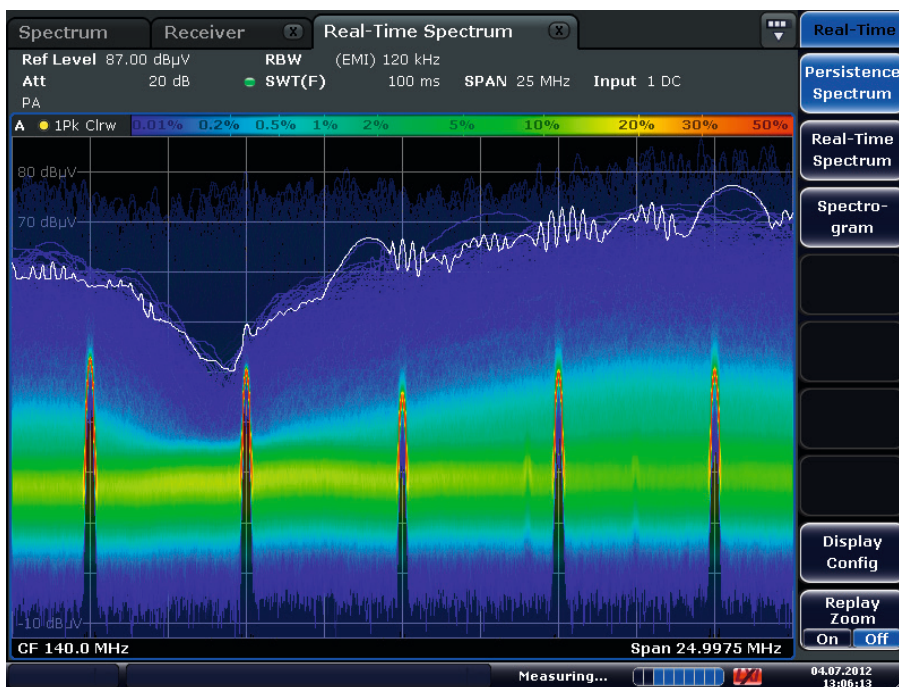 Spectrum
Receiver X
Real-Time Spectrum X
Ref Level 87.00 dBµV RBW (EMI) 120 kHz
Att 20 dB SWT(F) 100 ms SPAN 25 MHz Input 1 DC
PA
A 1Pk Clrw 0.01% 0.2% 0.5% 1% 2% 5% 10% 20% 30% 50%
80 dBµV
70 dBµV
-10 dBµV
CF 140.0 MHz Span 24.9975 MHz
Measuring... LXI 04.07.2012
13:06:13
Real-Time
Persistence
Spectrum
Real-Time
Spectrum
Spectro-
gram
Display
Config
Replay
Zoom
On Off